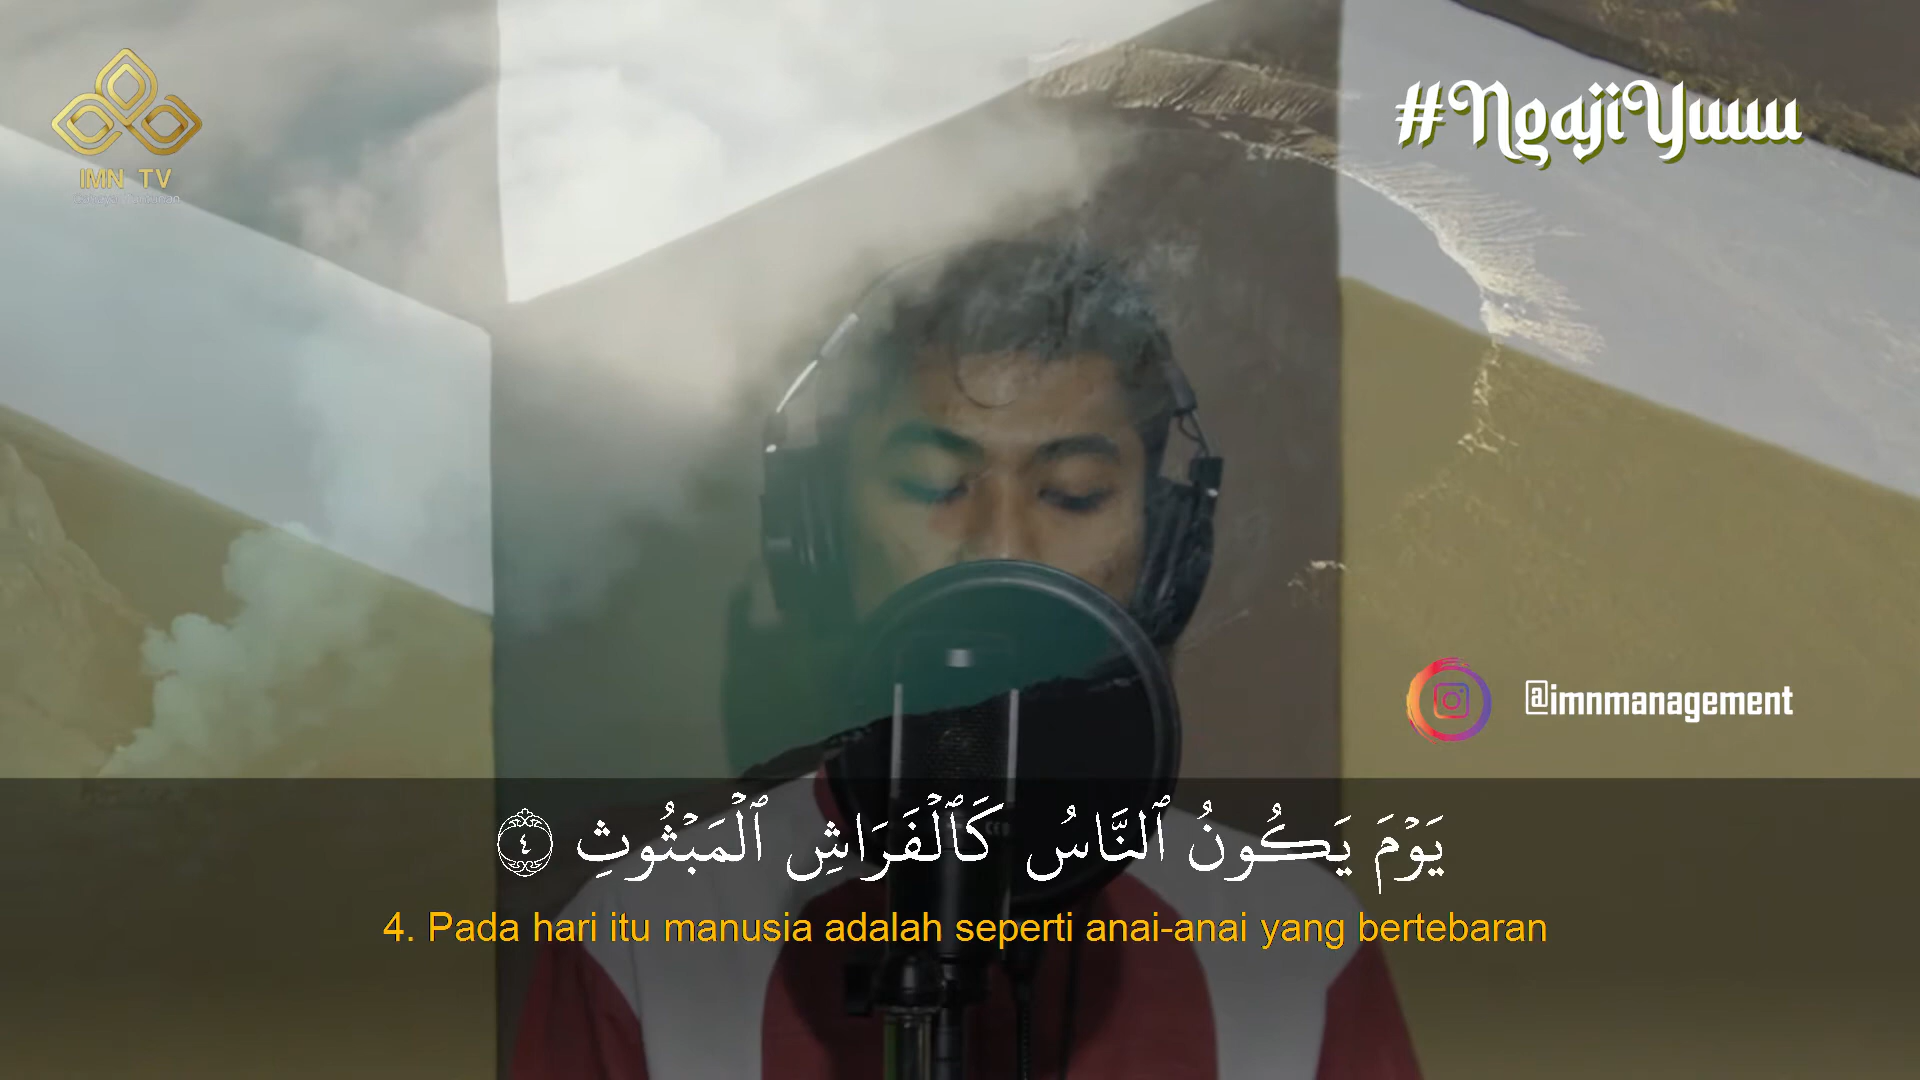 IMN TV
#NgajiYuuu
@imnmanagement
يَوْمَ يَكُونُ ٱلنَّاسُ كَٱلْفَرَاشِ ٱلْمَبْثُوثِ ٤
4. Pada hari itu manusia adalah seperti anai-anai yang bertebaran